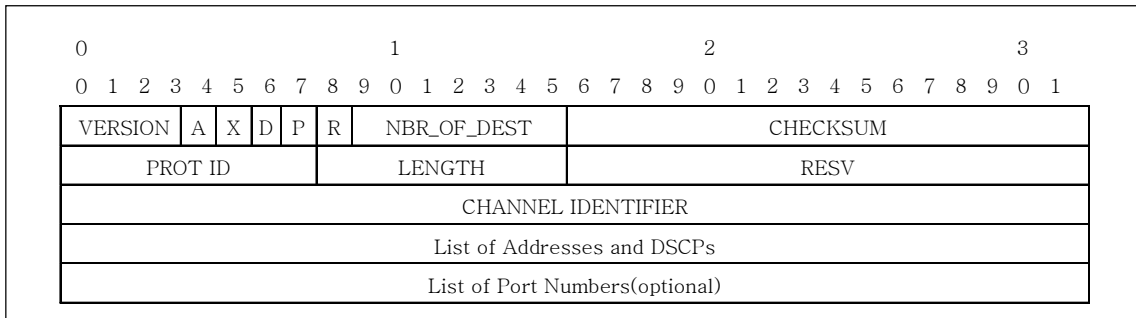 0 1 2 3
0 1 2 3 4 5 6 7 8 9 0 1 2 3 4 5 6 7 8 9 0 1 2 3 4 5 6 7 8 9 0 1
VERSION A X D P R NBR_OF_DEST CHECKSUM
PROT ID LENGTH RESV
CHANNEL IDENTIFIER
List of Addresses and DSCPs
List of Port Numbers(optional)